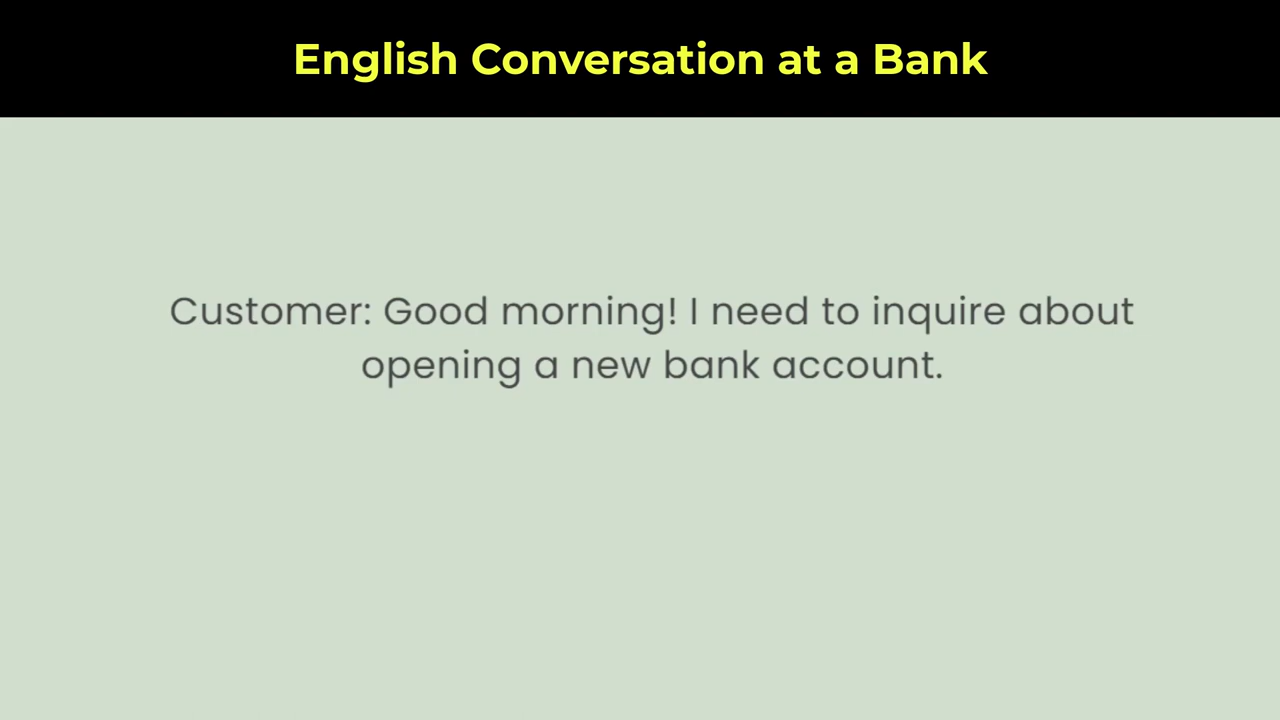 English Conversation at a Bank
Customer: Good morning! I need to inquire about
opening a new bank account.